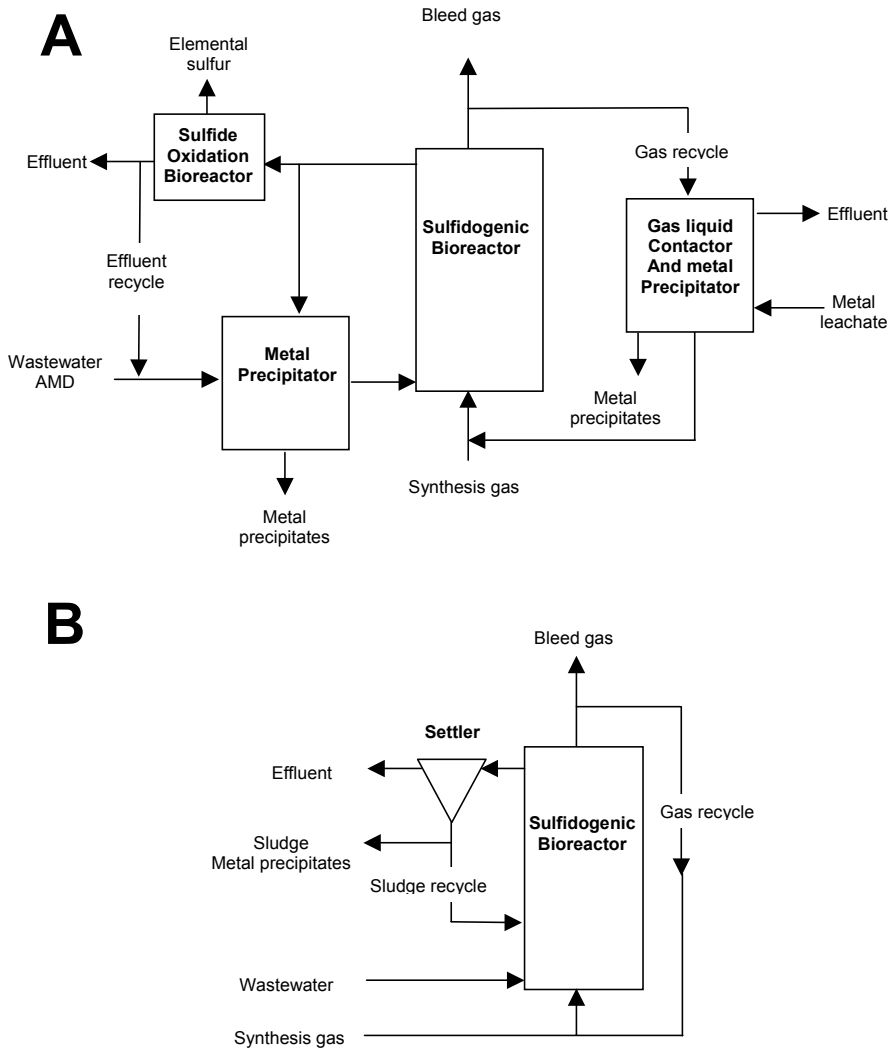 A
Bleed gas
Elemental
sulfur
Sulfide
Oxidation
Bioreactor
Effluent
Gas recycle
Effluent
recycle
Sulfidogenic
Bioreactor
Gas liquid
Contactor
And metal
Precipitator
Effluent
Metal
leachate
Wastewater
AMD
Metal
Precipitator
Metal
precipitates
Synthesis gas
Metal
precipitates
B
Bleed gas
Settler
Effluent
Gas recycle
Sulfidogenic
Bioreactor
Sludge
Metal precipitates
Sludge recycle
Wastewater
Synthesis gas